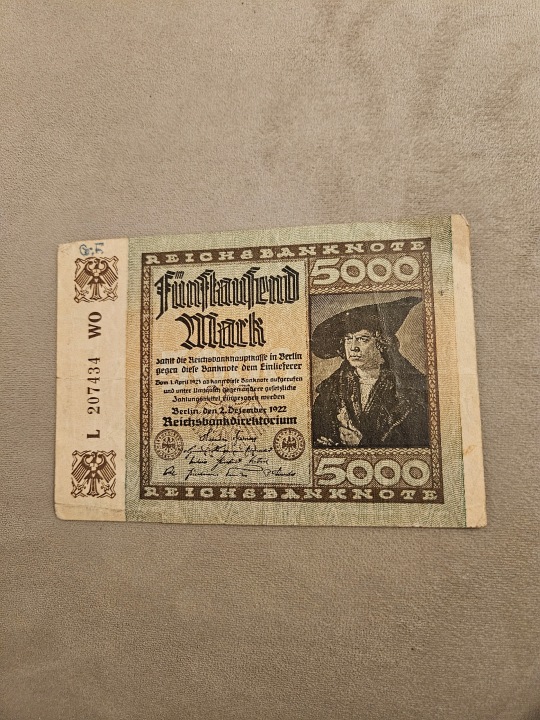 REICHSBANKNOTE
5000
Fünftausend
Mark
zahlt die Reichsbankhauptkasse in Berlin
gegen diese Banknote dem Einlieferer
Vom 1. April 1923 ab kann diese Banknote aufgerufen
und unter Umtausch gegen andere gesetzliche
Zahlungsmittel eingezogen werden
Berlin, den 2. Dezember 1922
Reichsbankdirektorium
5000
REICHSBANKNOTE
L 207434 WO